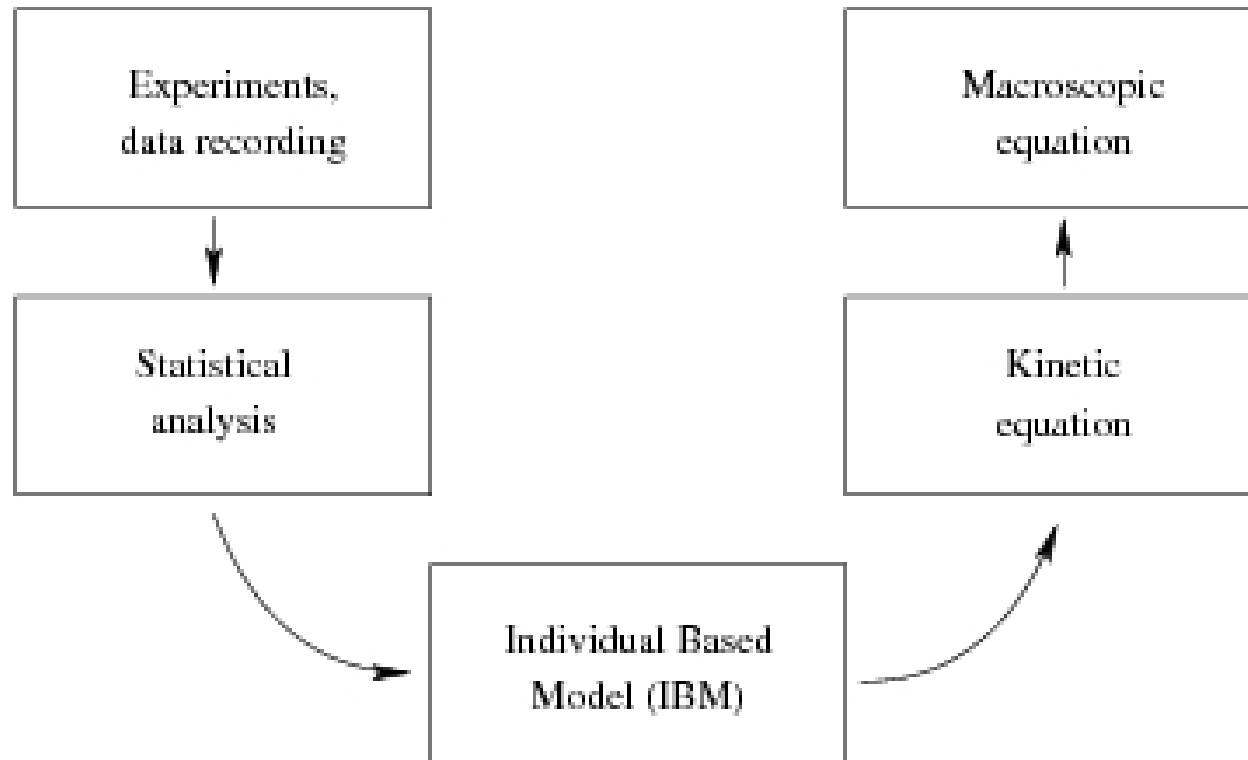 Experiments,
data recording
Statistical
analysis
Individual Based
Model (IBM)
Kinetic
equation
Macroscopic
equation